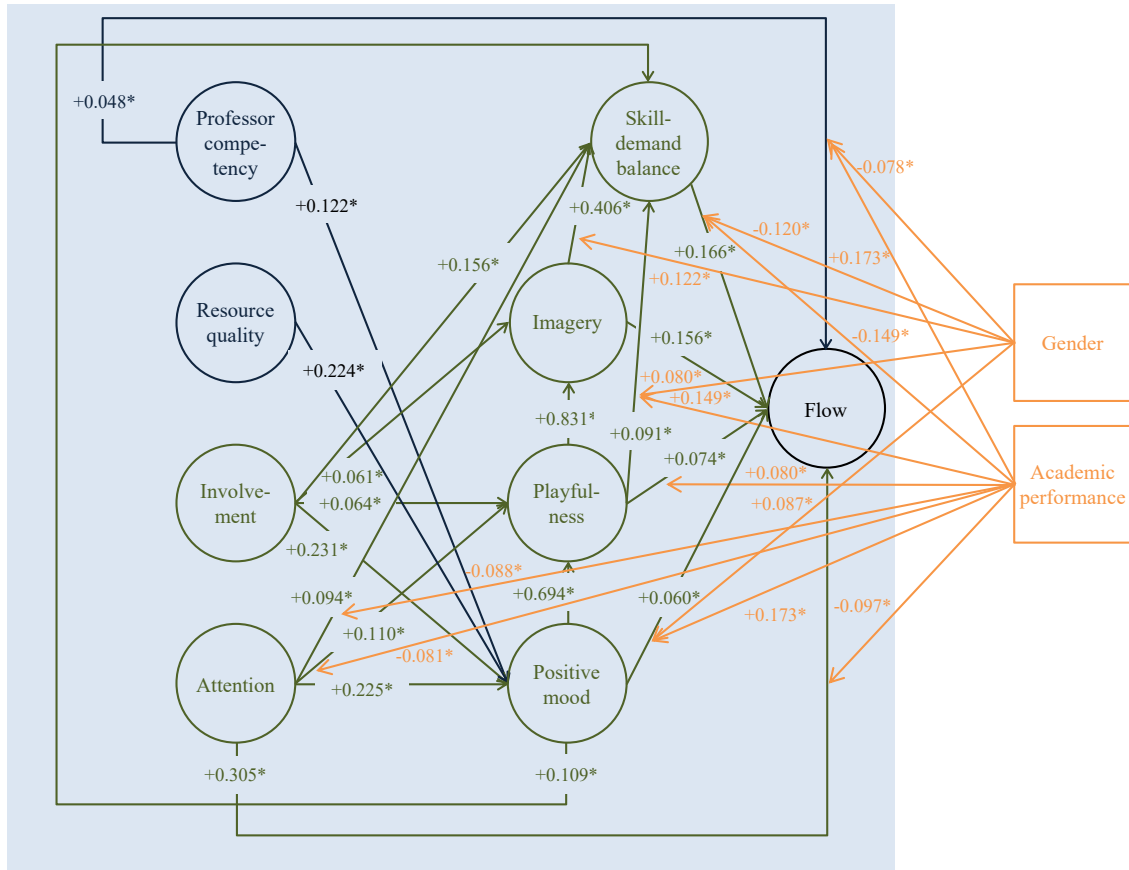 +0.048*
Professor
compe-
tency
Skill-
demand
balance
-0.078*
+0.122*
+0.406*
-0.120*
+0.166*
+0.173*
+0.156*
+0.122*
Resource
quality
Imagery
+0.156*
-0.149*
Gender
+0.224*
+0.080*
+0.149*
Flow
+0.831*
+0.091*
+0.074*
+0.061*
+0.064*
+0.080*
+0.087*
Involve-
ment
Playful-
ness
Academic
performance
+0.231*
-0.088*
+0.094*
+0.694*
+0.060*
-0.097*
+0.173*
+0.110*
-0.081*
Attention
+0.225*
Positive
mood
+0.305*
+0.109*